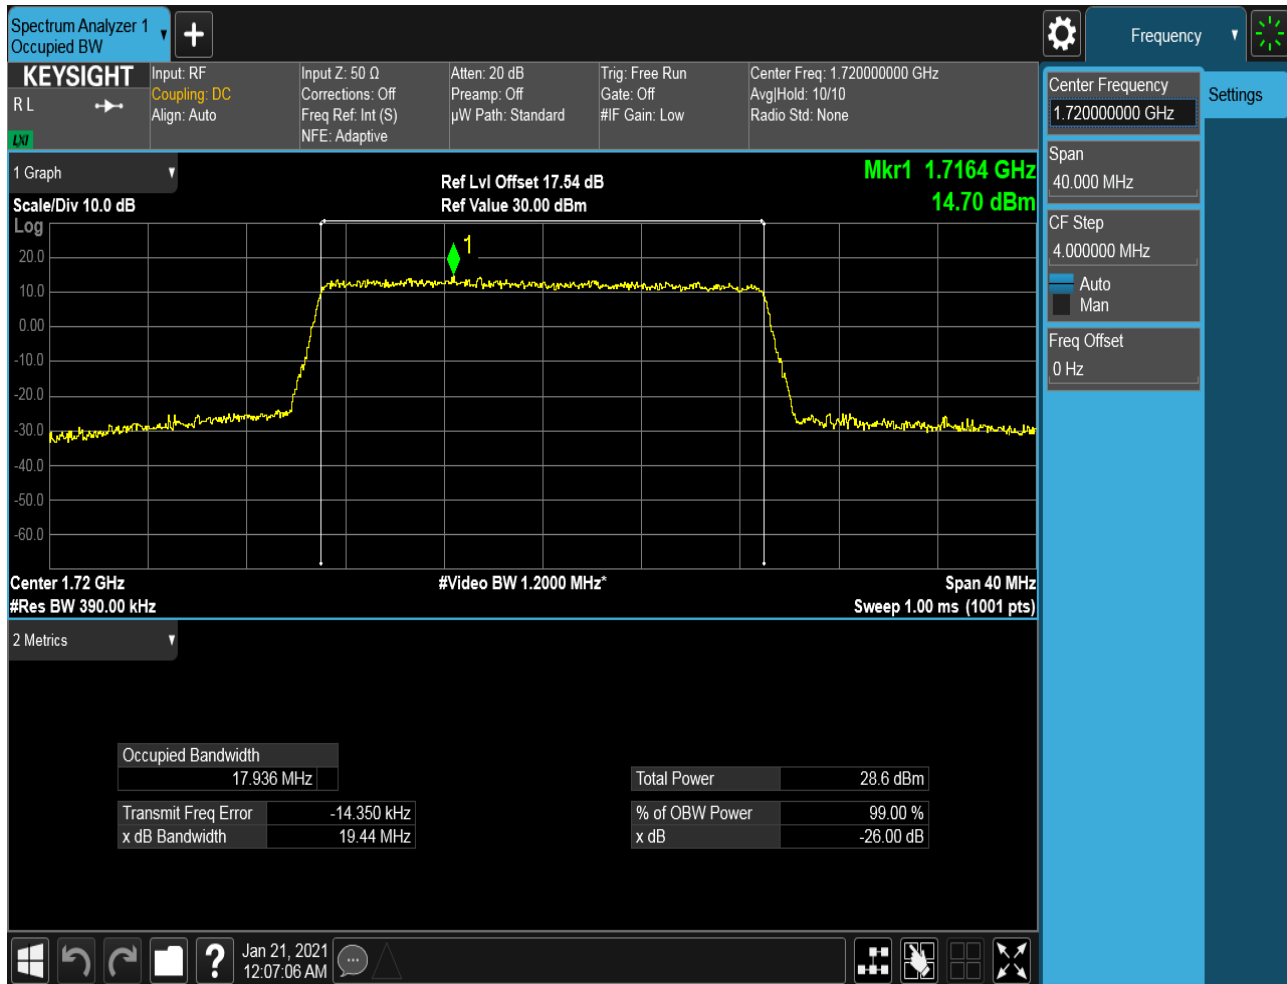 Spectrum Analyzer 1
Occupied BW
Frequency
KEYSIGHT
R L
LXI
Input: RF
Coupling: DC
Align: Auto
Input Z: 50 Ω
Corrections: Off
Freq Ref: Int (S)
NFE: Adaptive
Atten: 20 dB
Preamp: Off
µW Path: Standard
Trig: Free Run
Gate: Off
#IF Gain: Low
Center Freq: 1.720000000 GHz
Avg|Hold: 10/10
Radio Std: None
Center Frequency
1.720000000 GHz
Settings
Span
40.000 MHz
CF Step
4.000000 MHz
Auto
Man
Freq Offset
0 Hz
1 Graph
Scale/Div 10.0 dB
Ref Lvl Offset 17.54 dB
Ref Value 30.00 dBm
Mkr1 1.7164 GHz
14.70 dBm
Log
1
20.0
10.0
0.00
-10.0
-20.0
-30.0
-40.0
-50.0
-60.0
Center 1.72 GHz
#Video BW 1.2000 MHz*
Span 40 MHz
#Res BW 390.00 kHz
Sweep 1.00 ms (1001 pts)
2 Metrics
Occupied Bandwidth
17.936 MHz
Transmit Freq Error -14.350 kHz
x dB Bandwidth 19.44 MHz
Total Power 28.6 dBm
% of OBW Power 99.00 %
x dB -26.00 dB
?
Jan 21, 2021
12:07:06 AM